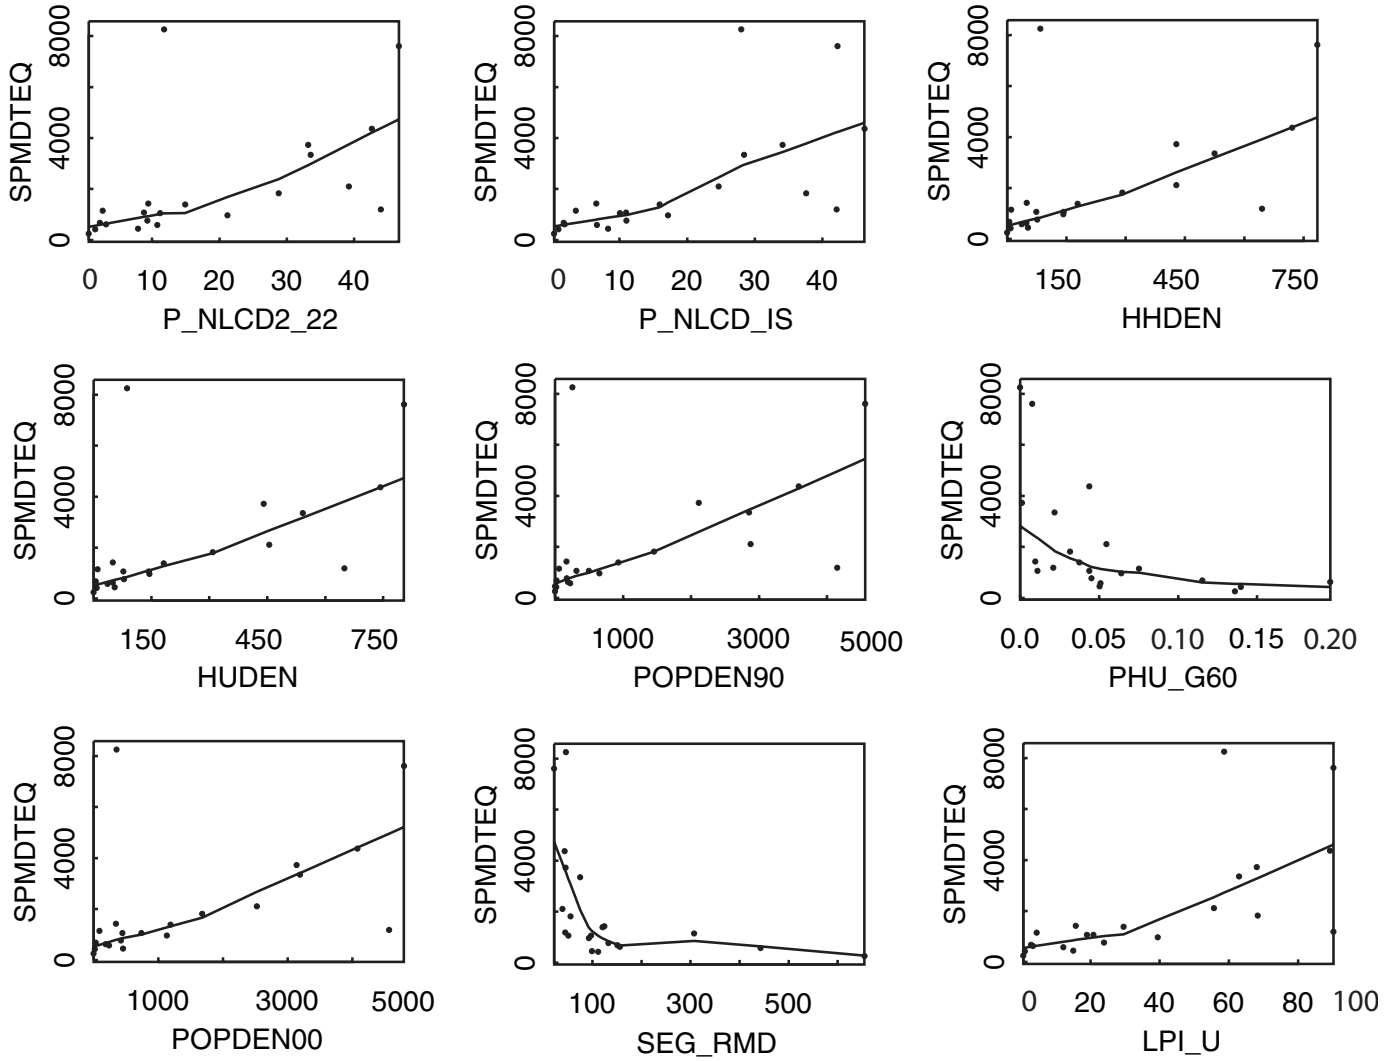 SPMDTEQ
8000
4000
0
0 10 20 30 40
P_NLCD2_22
SPMDTEQ
8000
4000
0
0 10 20 30 40
P_NLCD_IS
SPMDTEQ
8000
4000
0
150 450 750
HHDEN
SPMDTEQ
8000
4000
0
150 450 750
HUDEN
SPMDTEQ
8000
4000
0
1000 3000 5000
POPDEN90
SPMDTEQ
8000
4000
0
0.0 0.05 0.10 0.15 0.20
PHU_G60
SPMDTEQ
8000
4000
0
1000 3000 5000
POPDEN00
SPMDTEQ
8000
4000
0
100 300 500
SEG_RMD
SPMDTEQ
8000
4000
0
0 20 40 60 80 100
LPI_U